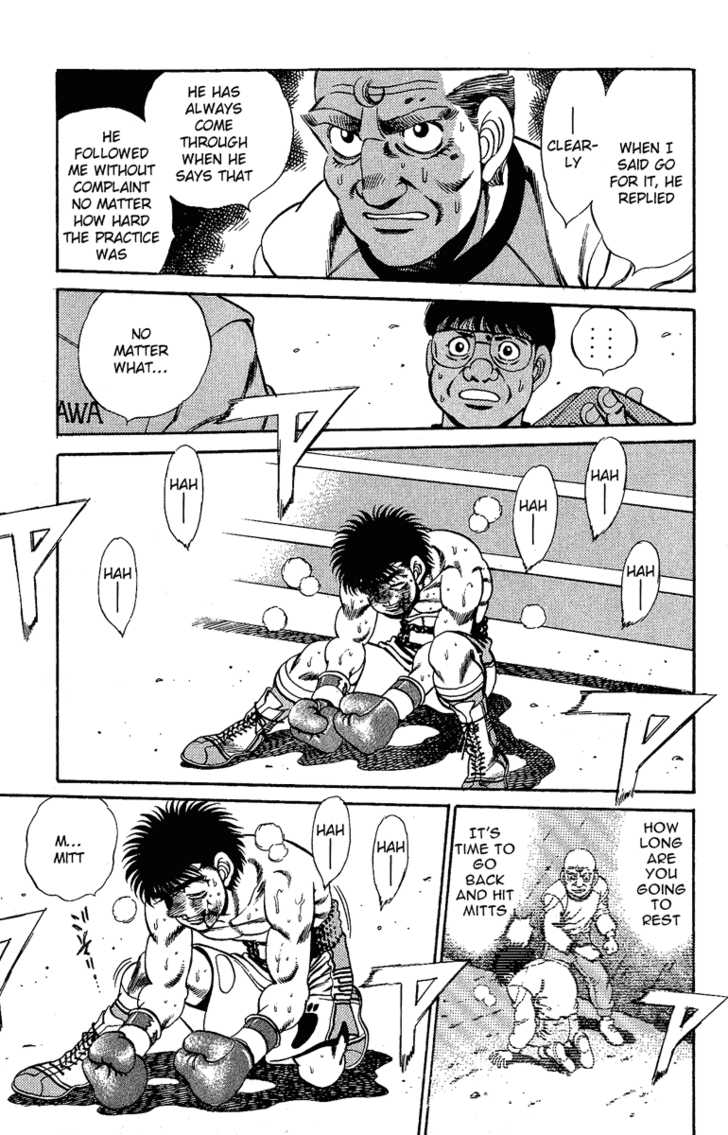 WHEN I
SAID GO
FOR IT, HE
REPLIED
—
CLEAR-
LY
HE HAS
ALWAYS
COME
THROUGH
WHEN HE
SAYS THAT
HE
FOLLOWED
ME WITHOUT
COMPLAINT
NO MATTER
HOW HARD
THE PRACTICE
WAS
......
NO
MATTER
WHAT...
AWA
HAH
—
HAH
—
HAH
—
HAH
—
HAH
—
HOW
LONG
ARE
YOU
GOING
TO
REST
IT'S
TIME TO
GO
BACK
AND HIT
MITTS
HAH
—
HAH
—
M...
MITT